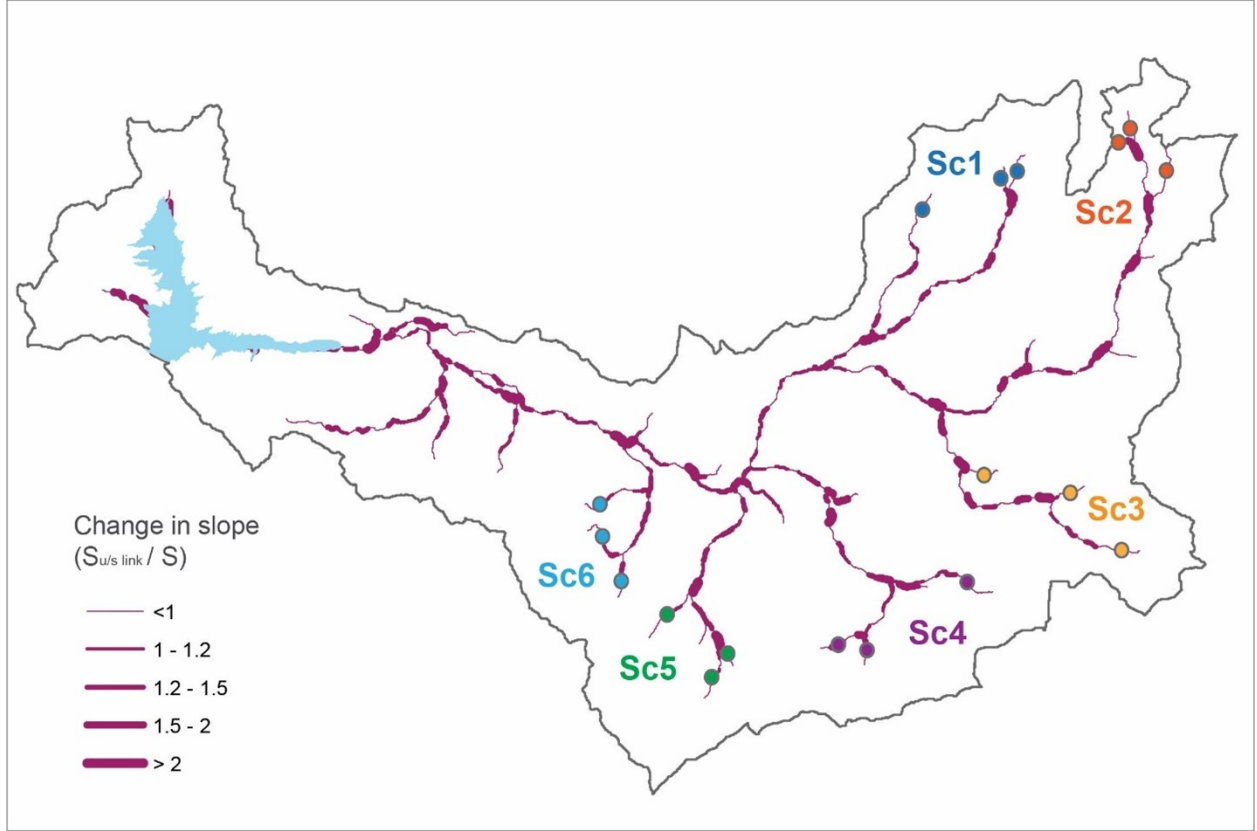 Sc1
Sc2
Sc3
Sc4
Sc5
Sc6
Change in slope
(Su/s link / S)
<1
1 - 1.2
1.2 - 1.5
1.5 - 2
> 2